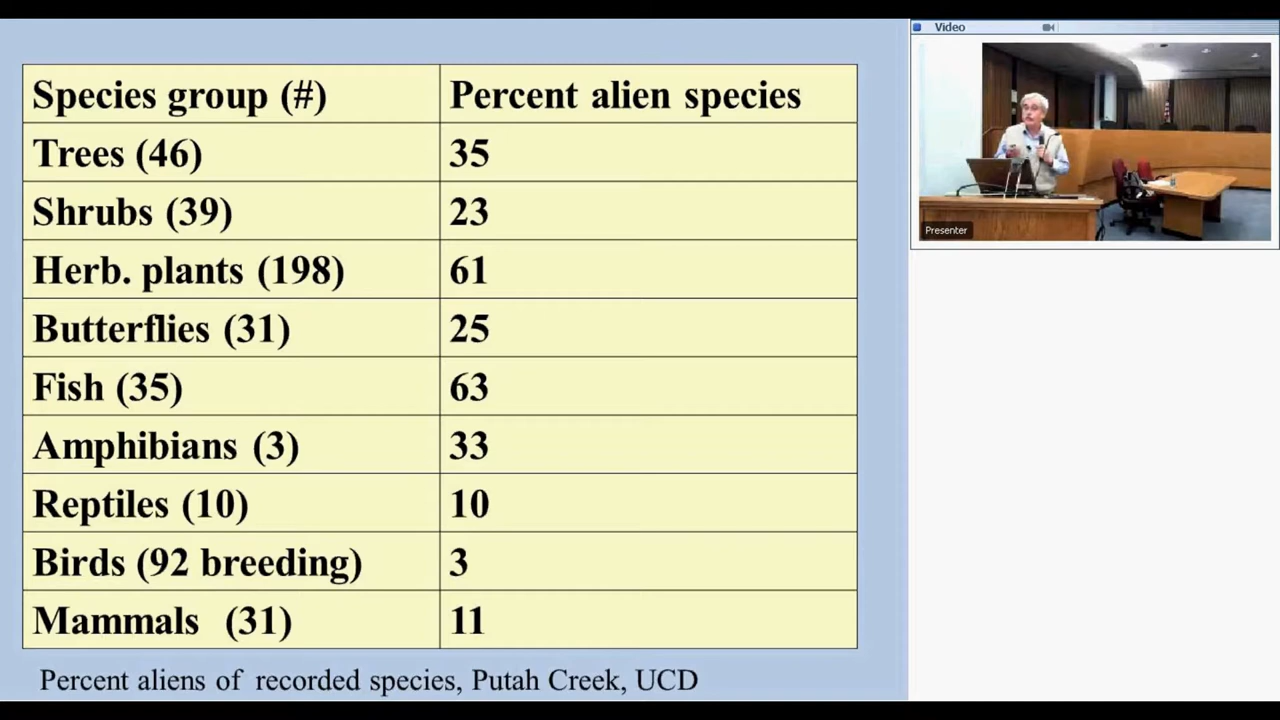 Species group (#) Percent alien species
Trees (46) 35
Shrubs (39) 23
Herb. plants (198) 61
Butterflies (31) 25
Fish (35) 63
Amphibians (3) 33
Reptiles (10) 10
Birds (92 breeding) 3
Mammals (31) 11
Percent aliens of recorded species, Putah Creek, UCD
Video
Presenter